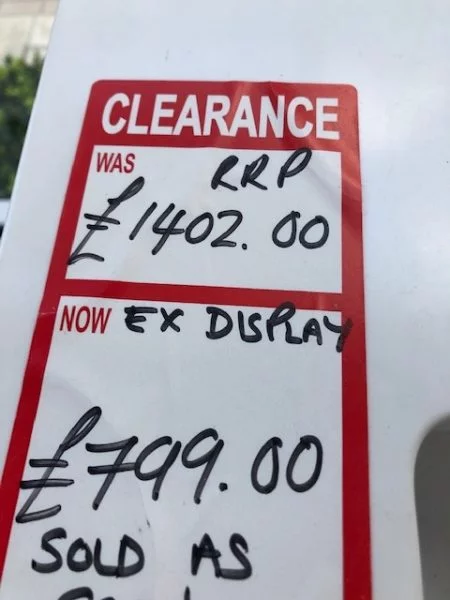 CLEARANCE
WAS RRP
£1402.00
NOW EX DISPLAY
£799.00
SOLD AS